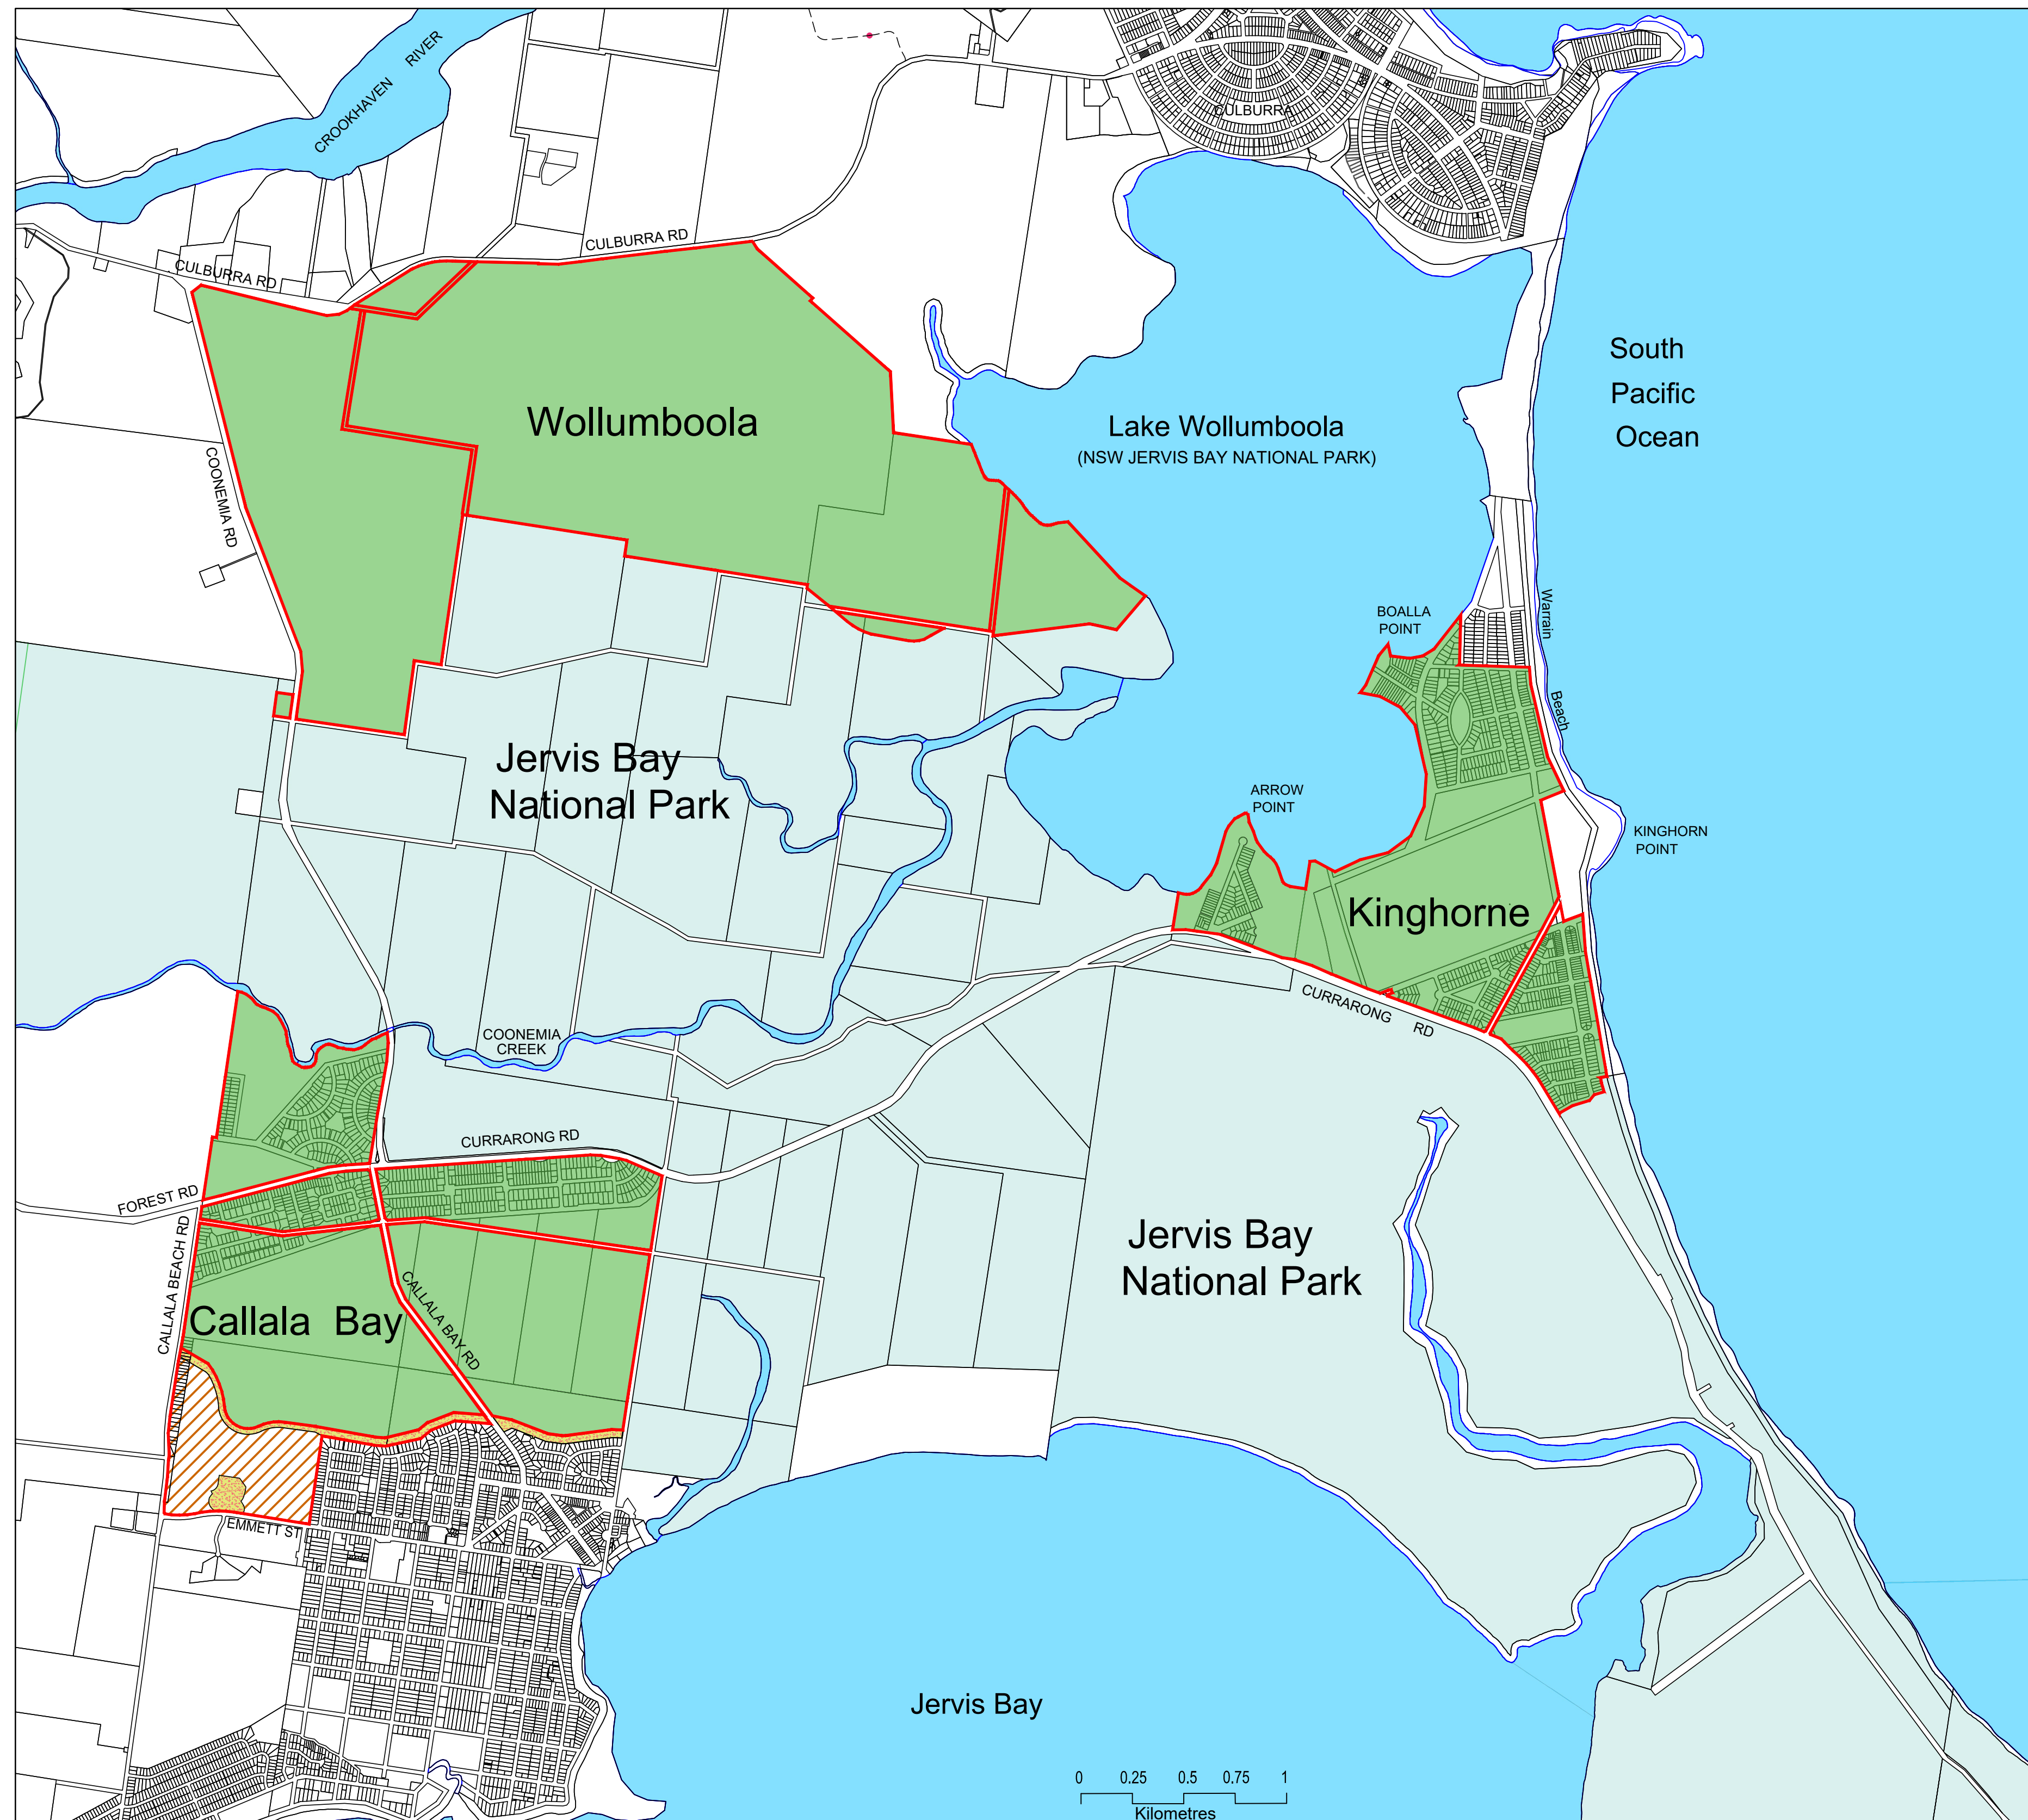 CROOKHAVEN RIVER
CULBURRA
CULBURRA RD
CULBURRA RD
South
Pacific
Ocean
Wollumboola
Lake Wollumboola
(NSW JERVIS BAY NATIONAL PARK)
COONEMIA RD
BOALLA
POINT
Warrain
Beach
Jervis Bay
National Park
ARROW
POINT
KINGHORN
POINT
Kinghorne
CURRARONG RD
COONEMIA
CREEK
CURRARONG RD
FOREST RD
CALLALA BEACH RD
Callala Bay
CALLALA BAY RD
Jervis Bay
National Park
EMMETT ST
Jervis Bay
0 0.25 0.5 0.75 1
Kilometres